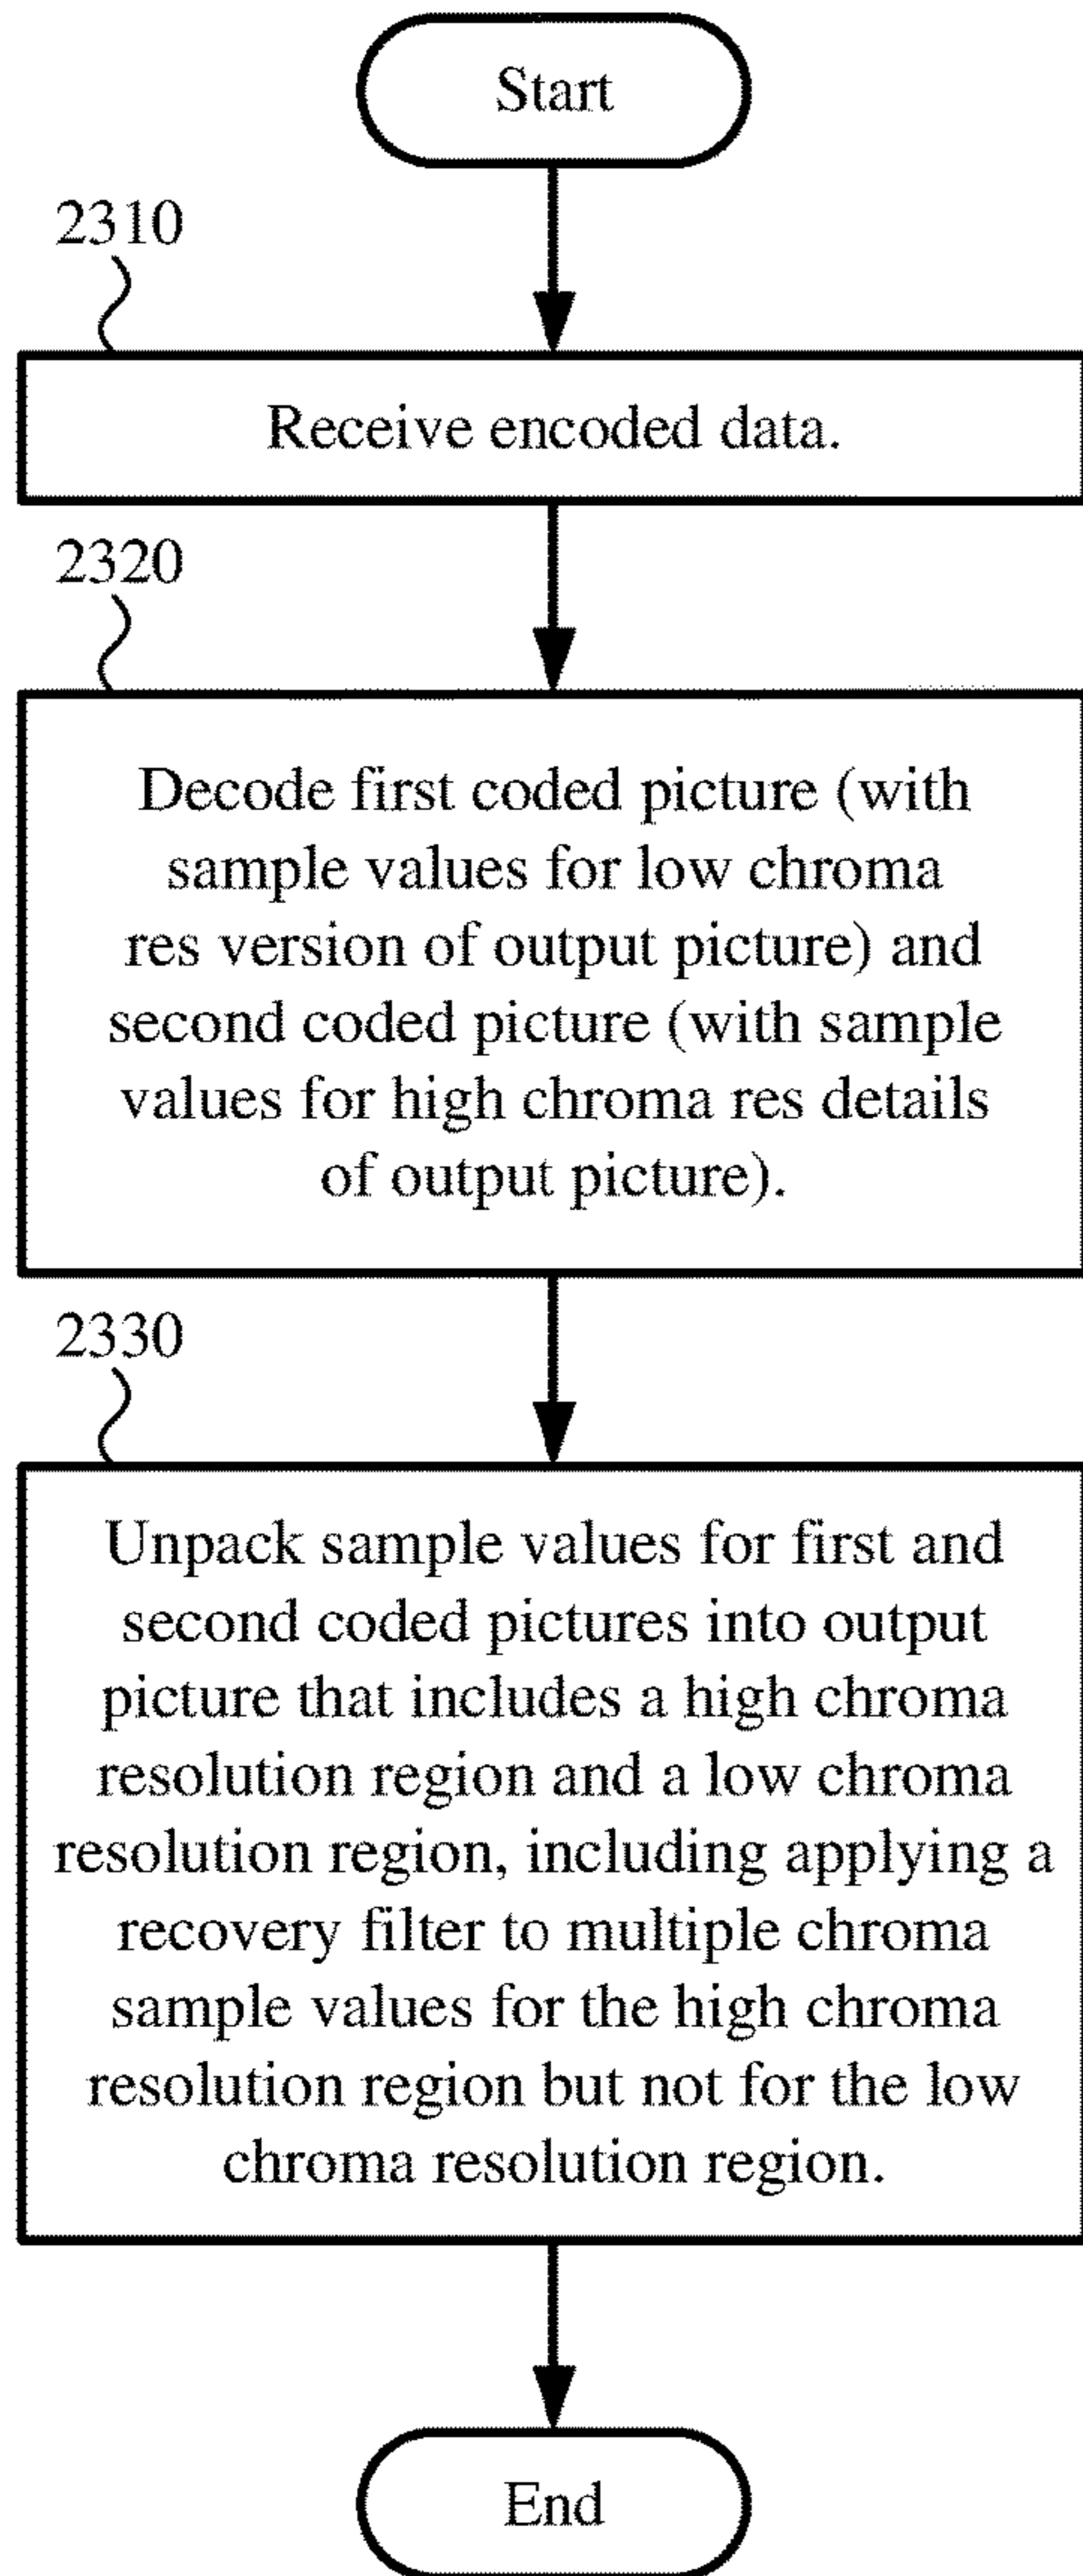 Start
2310
Receive encoded data.
2320
Decode first coded picture (with
sample values for low chroma
res version of output picture) and
second coded picture (with sample
values for high chroma res details
of output picture).
2330
Unpack sample values for first and
second coded pictures into output
picture that includes a high chroma
resolution region and a low chroma
resolution region, including applying a
recovery filter to multiple chroma
sample values for the high chroma
resolution region but not for the low
chroma resolution region.
End